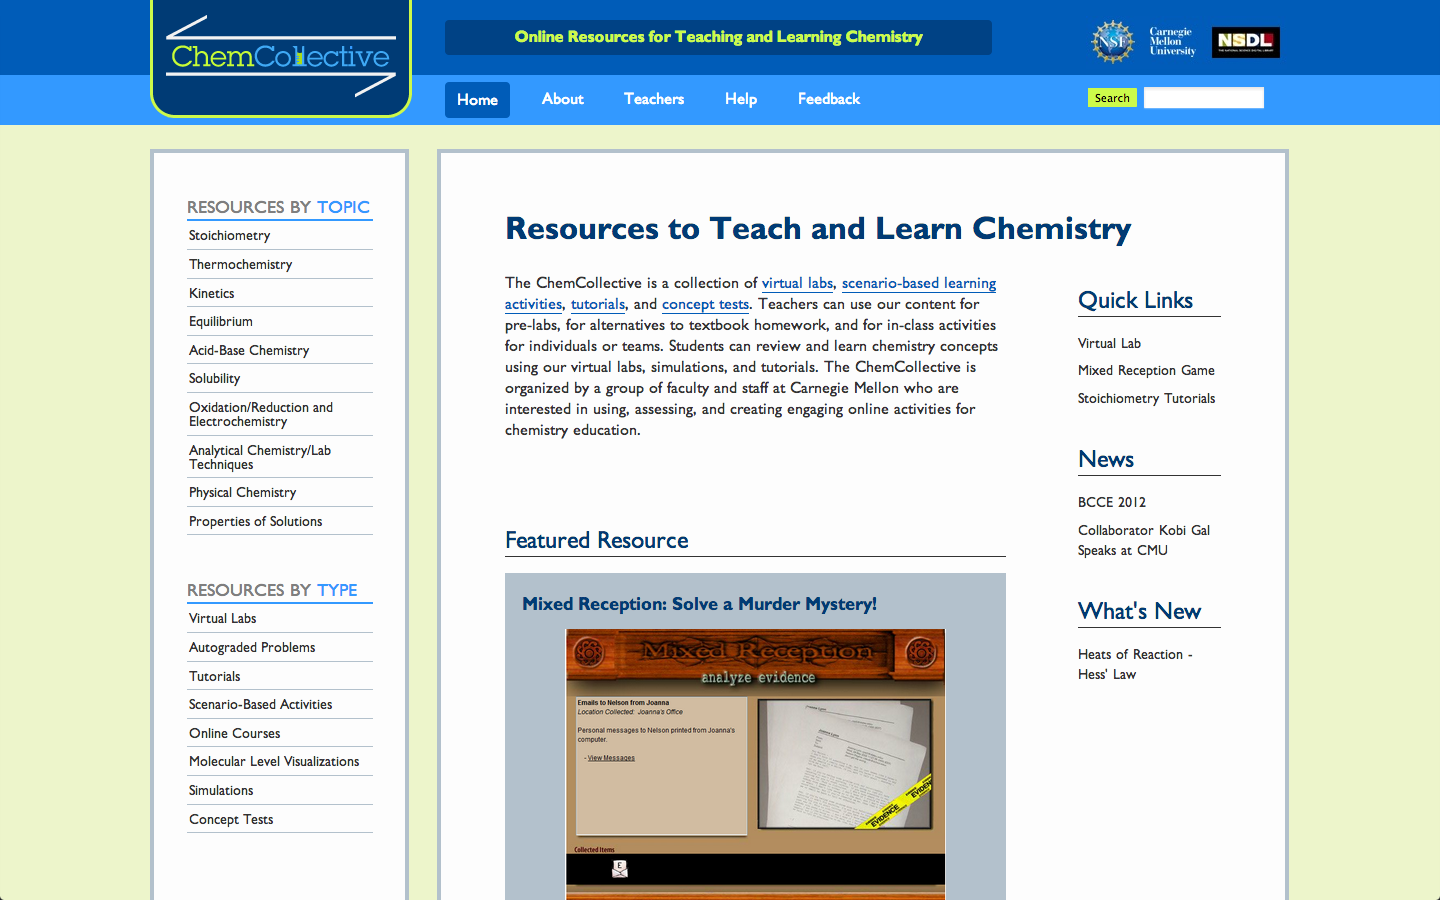 ChemCollective
Online Resources for Teaching and Learning Chemistry
NSF
Carnegie
Mellon
University
NSDL
THE NATIONAL SCIENCE DIGITAL LIBRARY
Home
About
Teachers
Help
Feedback
Search
RESOURCES BY TOPIC
Stoichiometry
Thermochemistry
Kinetics
Equilibrium
Acid-Base Chemistry
Solubility
Oxidation/Reduction and
Electrochemistry
Analytical Chemistry/Lab
Techniques
Physical Chemistry
Properties of Solutions
RESOURCES BY TYPE
Virtual Labs
Autograded Problems
Tutorials
Scenario-Based Activities
Online Courses
Molecular Level Visualizations
Simulations
Concept Tests
Resources to Teach and Learn Chemistry
The ChemCollective is a collection of virtual labs, scenario-based learning
activities, tutorials, and concept tests. Teachers can use our content for
pre-labs, for alternatives to textbook homework, and for in-class activities
for individuals or teams. Students can review and learn chemistry concepts
using our virtual labs, simulations, and tutorials. The ChemCollective is
organized by a group of faculty and staff at Carnegie Mellon who are
interested in using, assessing, and creating engaging online activities for
chemistry education.
Featured Resource
Mixed Reception: Solve a Murder Mystery!
Mixed Reception
analyze evidence
Emails to Nelson from Joanna
Location Collected: Joanna's Office
Personal messages to Nelson printed from Joanna's
computer.
- View Messages
EVIDENCE
EVIDEN
Collected Items
E
Quick Links
Virtual Lab
Mixed Reception Game
Stoichiometry Tutorials
News
BCCE 2012
Collaborator Kobi Gal
Speaks at CMU
What's New
Heats of Reaction -
Hess' Law